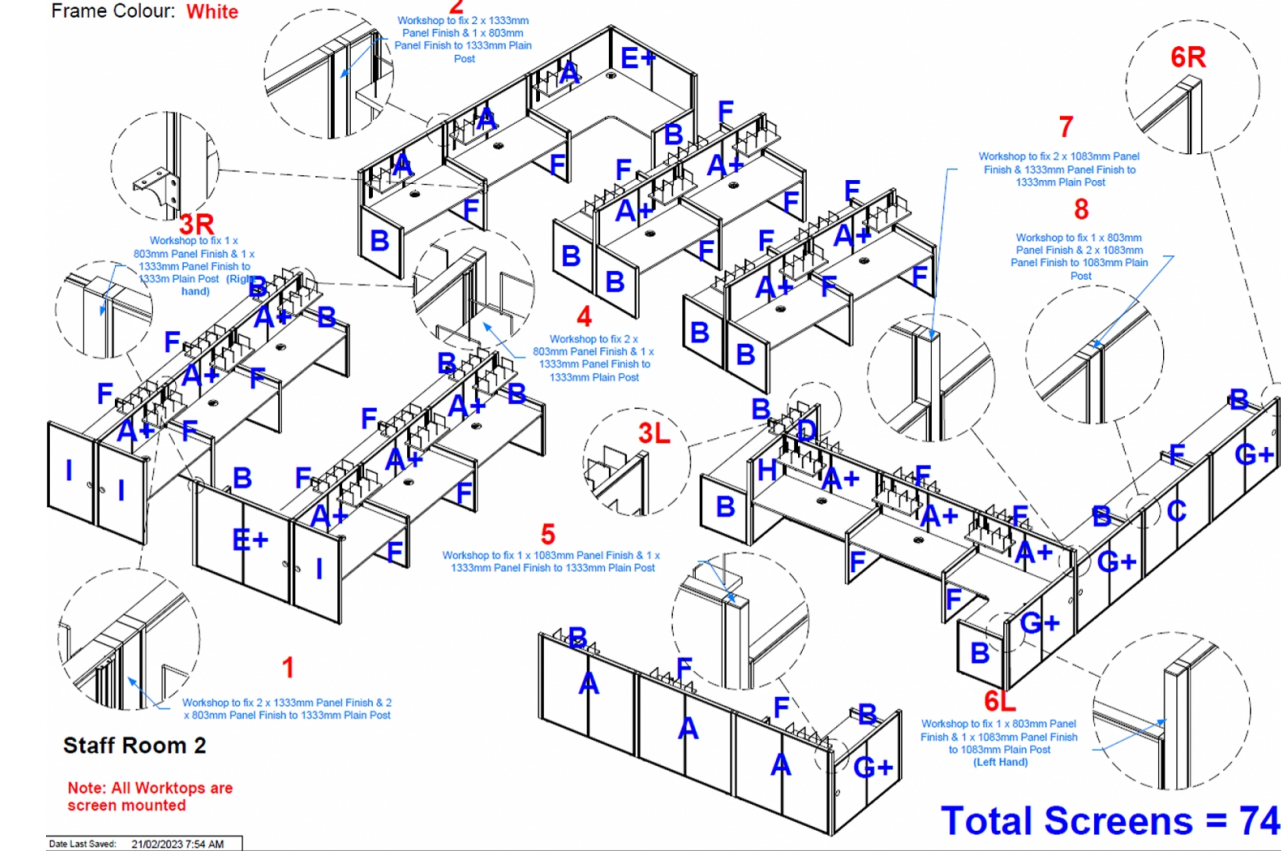 Frame Colour: White
2
Workshop to fix 2 x 1333mm
Panel Finish & 1 x 803mm
Panel Finish to 1333mm Plain
Post
E+
A
A
A
B
F
F
F
B
6R
7
Workshop to fix 2 x 1083mm Panel
Finish & 1333mm Panel Finish to
1333mm Plain Post
8
Workshop to fix 1 x 803mm
Panel Finish & 2 x 1083mm
Panel Finish to 1083mm Plain
Post
F
A+
A+
F
F
B
B
F
F
A+
A+
F
F
B
B
3R
Workshop to fix 1 x
803mm Panel Finish & 1 x
1333mm Panel Finish to
1333m Plain Post (Right
hand)
B
A+
B
F
A+
F
F
A+
F
I
I
4
Workshop to fix 2 x
803mm Panel Finish & 1 x
1333mm Panel Finish to
1333mm Plain Post
B
A+
B
F
A+
F
F
A+
F
B
E+
I
3L
B
D
H
A+
B
F
A+
F
F
A+
F
B
G+
G+
B
C
F
G+
B
5
Workshop to fix 1 x 1083mm Panel Finish & 1 x
1333mm Panel Finish to 1333mm Plain Post
B
A
F
A
F
A
B
G+
1
Workshop to fix 2 x 1333mm Panel Finish & 2
x 803mm Panel Finish to 1333mm Plain Post
6L
Workshop to fix 1 x 803mm Panel
Finish & 1 x 1083mm Panel Finish
to 1083mm Plain Post
(Left Hand)
Staff Room 2
Note: All Worktops are
screen mounted
Total Screens = 74
Date Last Saved: 21/02/2023 7:54 AM